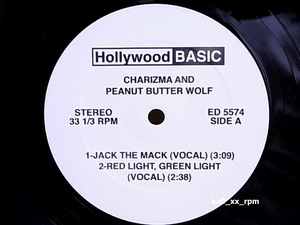 Hollywood BASIC
CHARIZMA AND
PEANUT BUTTER WOLF
STEREO
33 1/3 RPM
ED 5574
SIDE A
1-JACK THE MACK (VOCAL) (3:09)
2-RED LIGHT, GREEN LIGHT
(VOCAL) (2:38)